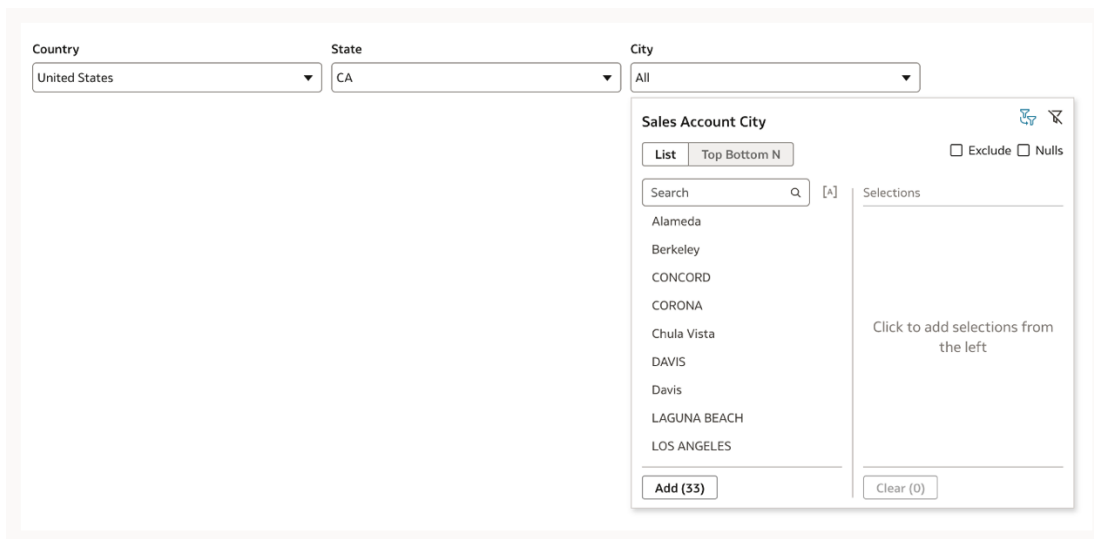 Country
State
City
United States
CA
All
Sales Account City
List
Top Bottom N
Exclude
Nulls
Search
[A]
Selections
Alameda
Berkeley
CONCORD
CORONA
Chula Vista
DAVIS
Davis
LAGUNA BEACH
LOS ANGELES
Click to add selections from
the left
Add (33)
Clear (0)